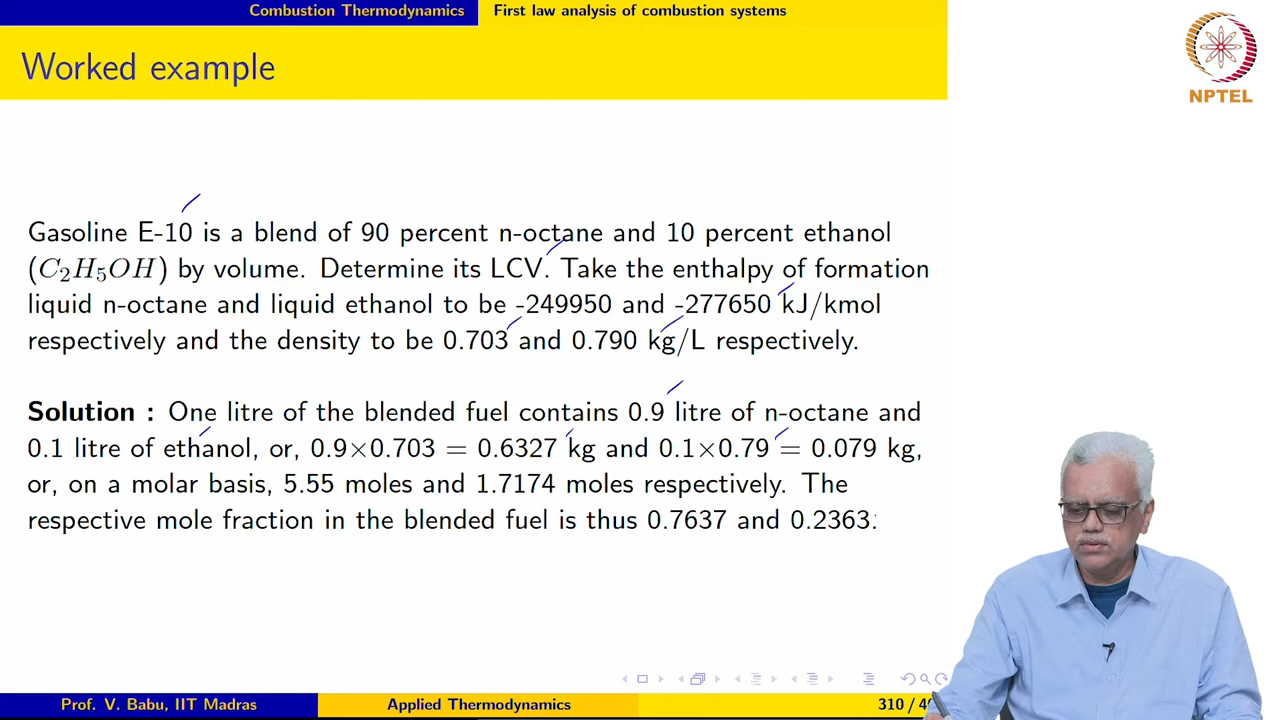 Combustion Thermodynamics First law analysis of combustion systems
Worked example
NPTEL
Gasoline E-10 is a blend of 90 percent n-octane and 10 percent ethanol
(C₂H₅OH) by volume. Determine its LCV. Take the enthalpy of formation
liquid n-octane and liquid ethanol to be -249950 and -277650 kJ/kmol
respectively and the density to be 0.703 and 0.790 kg/L respectively.
Solution : One litre of the blended fuel contains 0.9 litre of n-octane and
0.1 litre of ethanol, or, 0.9×0.703 = 0.6327 kg and 0.1×0.79 = 0.079 kg,
or, on a molar basis, 5.55 moles and 1.7174 moles respectively. The
respective mole fraction in the blended fuel is thus 0.7637 and 0.2363.
Prof. V. Babu, IIT Madras Applied Thermodynamics 310 /